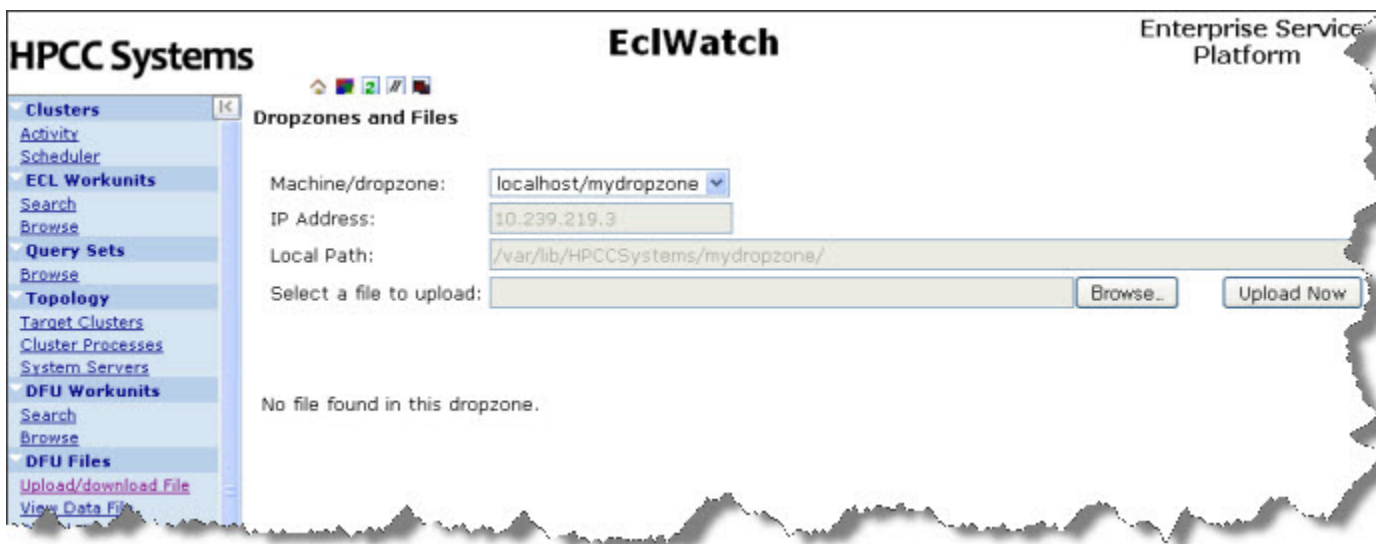 HPCC Systems
EclWatch
Enterprise Service
Platform
Clusters
Activity
Scheduler
ECL Workunits
Search
Browse
Query Sets
Browse
Topology
Target Clusters
Cluster Processes
System Servers
DFU Workunits
Search
Browse
DFU Files
Upload/download File
View Data
Dropzones and Files
Machine/dropzone: localhost/mydropzone
IP Address: 10.239.219.3
Local Path: /var/lib/HPCCSystems/mydropzone/
Select a file to upload: Browse.. Upload Now
No file found in this dropzone.